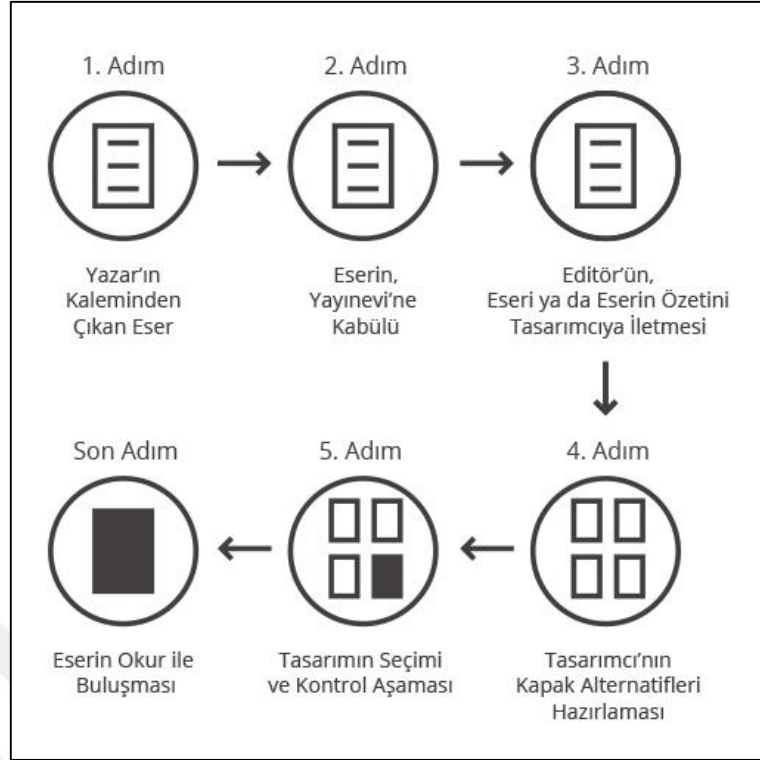 1. Adım
Yazar’ın
Kaleminden
Çıkan Eser
2. Adım
Eserin,
Yayınevi’ne
Kabülü
3. Adım
Editör’ün,
Eseri ya da Eserin Özetini
Tasarımcıya İletmesi
4. Adım
Tasarımcı’nın
Kapak Alternatifleri
Hazırlaması
5. Adım
Tasarımın Seçimi
ve Kontrol Aşaması
Son Adım
Eserin Okur ile
Buluşması